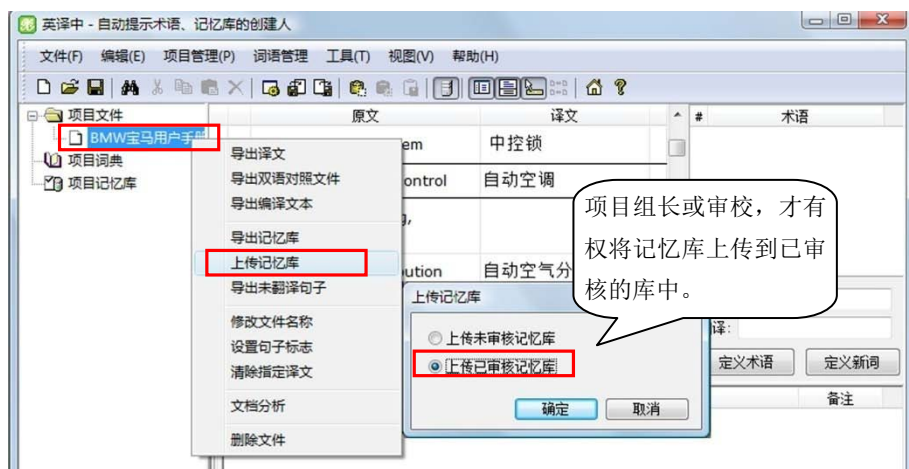 英译中 - 自动提示术语、记忆库的创建人
文件(F) 编辑(E) 项目管理(P) 词语管理 工具(T) 视图(V) 帮助(H)
项目文件
BMW宝马用户手册
项目词典
项目记忆库
原文 译文
em 中控锁
ontrol 自动空调
ution 自动空气分
# 术语
导出译文
导出双语对照文件
导出编译文本
导出记忆库
上传记忆库
导出未翻译句子
修改文件名称
设置句子标志
清除指定译文
文档分析
删除文件
上传记忆库
上传未审核记忆库
上传已审核记忆库
确定 取消
项目组长或审校，才有
权将记忆库上传到已审
核的库中。
译:
定义术语 定义新词
备注